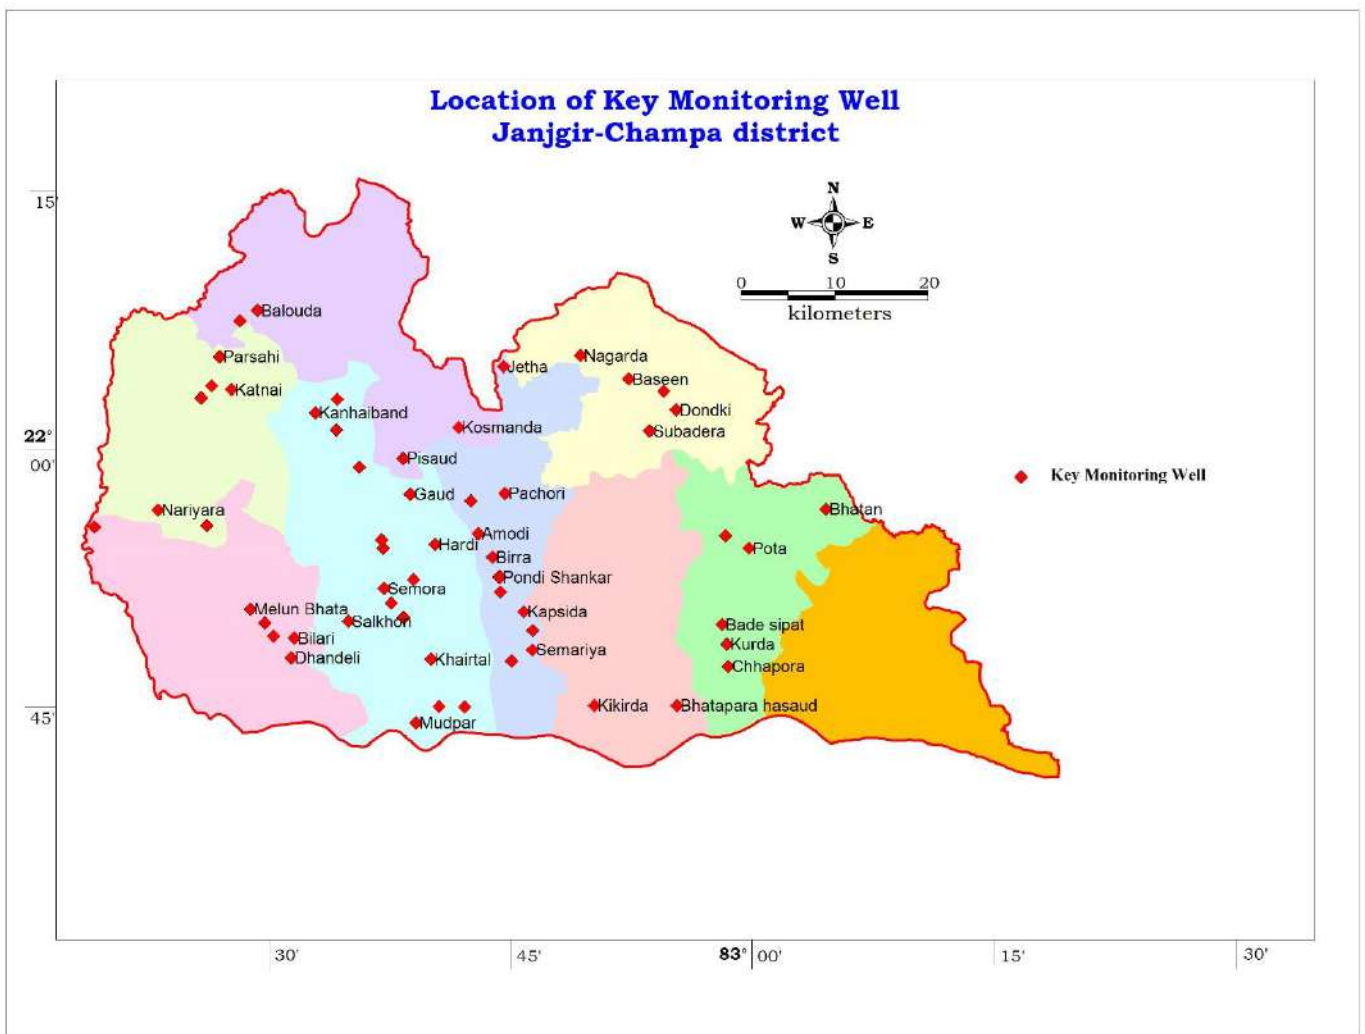 Location of Key Monitoring Well
Janjgir-Champa district
N
W E
S
0 10 20
kilometers
15'
Balouda
Parsahi
Nagarda
Jetha
Baseen
Katnai
Dondki
Kanhaiband
Kosmanda
Subadera
22°
00'
Pisaud
Key Monitoring Well
Gaud
Pachori
Nariyara
Bhatan
Amodi
Hardi
Pota
Birra
Pondi Shankar
Semora
Melun Bhata
Kapsida
Salkhon
Bade sipat
Bilari
Kurda
Semariya
Dhandeli
Khairtal
Chhapora
Kikirda
Bhatapara hasaud
45'
Mudpar
30' 45' 83° 00' 15' 30'